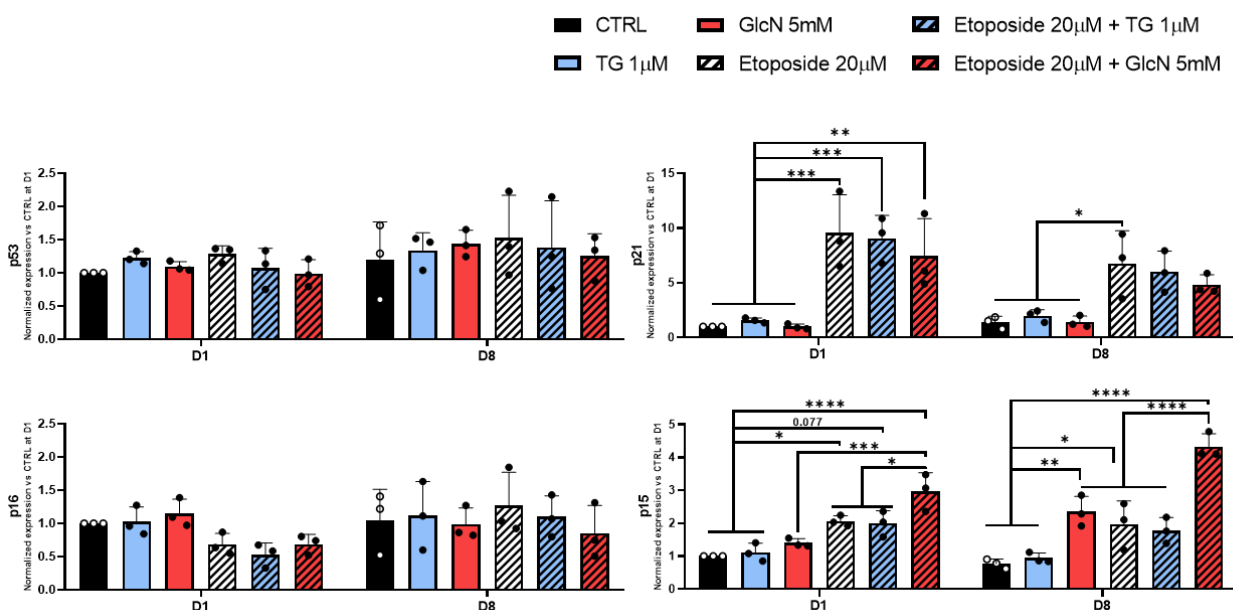 CTRL
GlcN 5mM
Etoposide 20μM + TG 1μM
TG 1μM
Etoposide 20μM
Etoposide 20μM + GlcN 5mM
p53
Normalized expression vs CTRL at D1
2.5
2.0
1.5
1.0
0.5
0.0
D1
D8
p21
Normalized expression vs CTRL at D1
15
10
5
0
**
***
***
*
D1
D8
p16
Normalized expression vs CTRL at D1
2.5
2.0
1.5
1.0
0.5
0.0
D1
D8
p15
Normalized expression vs CTRL at D1
5
4
3
2
1
0
****
0.077
*
***
*
****
****
*
**
D1
D8